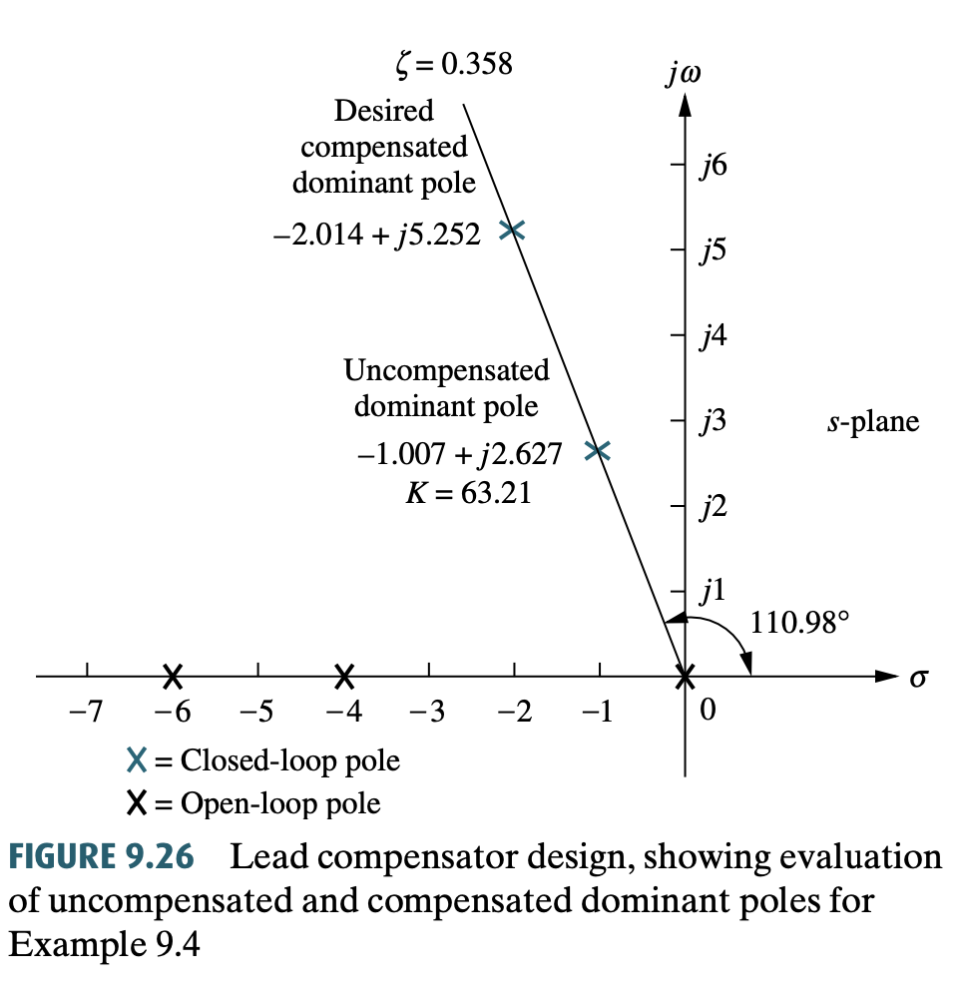 ζ = 0.358
jω
Desired
compensated
dominant pole
−2.014 + j5.252
j6
j5
j4
Uncompensated
dominant pole
−1.007 + j2.627
K = 63.21
j3
s-plane
j2
j1
110.98°
σ
−7 −6 −5 −4 −3 −2 −1 0
X = Closed-loop pole
X = Open-loop pole
FIGURE 9.26 Lead compensator design, showing evaluation
of uncompensated and compensated dominant poles for
Example 9.4